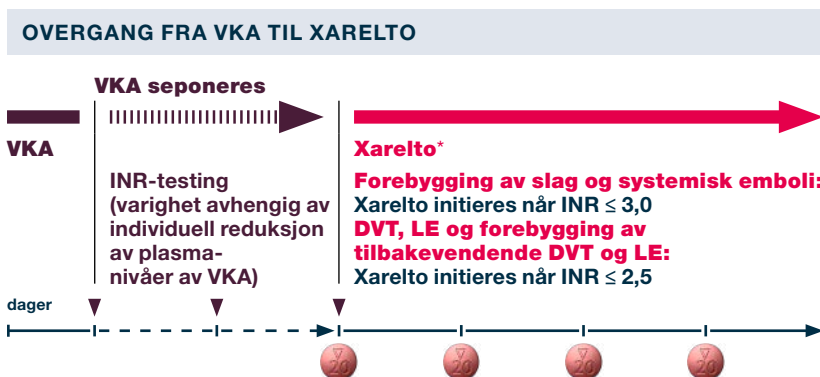 OVERGANG FRA VKA TIL XARELTO
VKA seponeres
VKA
INR-testing
(varighet avhengig av
individuell reduksjon
av plasma-
nivåer av VKA)
Xarelto*
Forebygging av slag og systemisk emboli:
Xarelto initieres når INR ≤ 3,0
DVT, LE og forebygging av
tilbakevendende DVT og LE:
Xarelto initieres når INR ≤ 2,5
dager
20 20 20 20